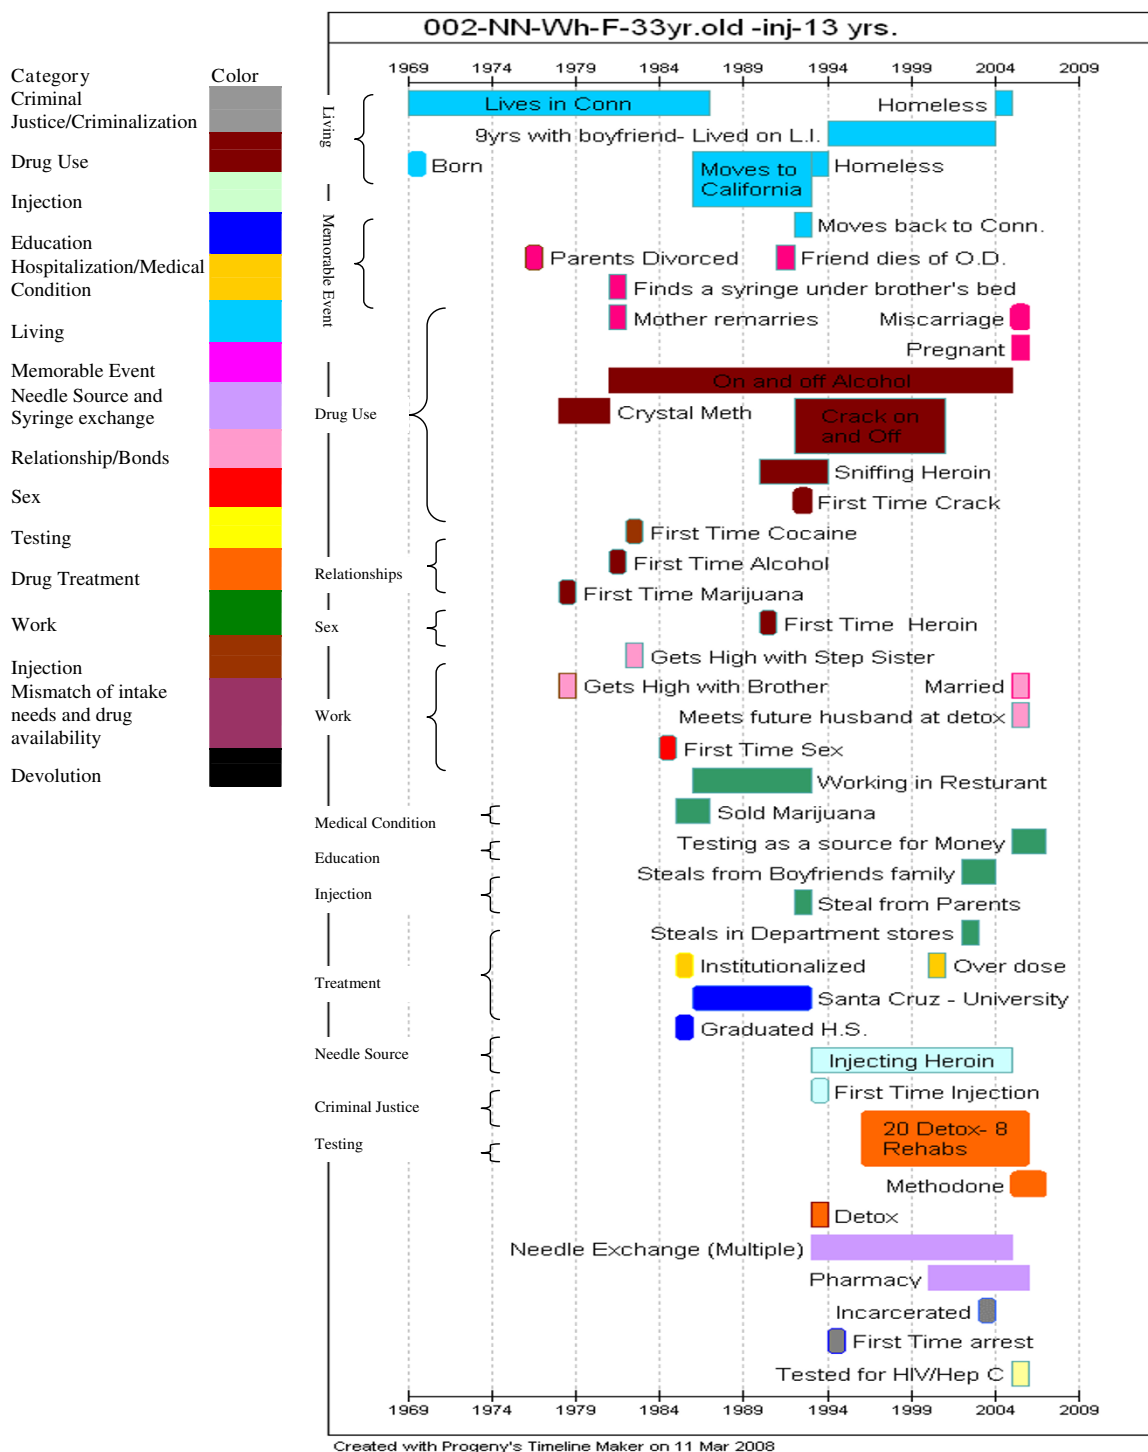 002-NN-Wh-F-33yr.old -inj-13 yrs.
Category Color
Criminal
Justice/Criminalization
Drug Use
Injection
Education
Hospitalization/Medical
Condition
Living
Memorable Event
Needle Source and
Syringe exchange
Relationship/Bonds
Sex
Testing
Drug Treatment
Work
Injection
Mismatch of intake
needs and drug
availability
Devolution
Living
Memorable Event
Drug Use
Relationships
Sex
Work
Medical Condition
Education
Injection
Treatment
Needle Source
Criminal Justice
Testing
1969 1974 1979 1984 1989 1994 1999 2004 2009
Lives in Conn Homeless
9yrs with boyfriend- Lived on L.I.
Born Moves to Homeless
California
Moves back to Conn.
Parents Divorced Friend dies of O.D.
Finds a syringe under brother's bed
Mother remarries Miscarriage
Pregnant
On and off Alcohol
Crystal Meth Crack on
and Off
Sniffing Heroin
First Time Crack
First Time Cocaine
First Time Alcohol
First Time Marijuana
First Time Heroin
Gets High with Step Sister
Gets High with Brother Married
Meets future husband at detox
First Time Sex
Working in Resturant
Sold Marijuana
Testing as a source for Money
Steals from Boyfriends family
Steal from Parents
Steals in Department stores
Institutionalized Over dose
Santa Cruz - University
Graduated H.S.
Injecting Heroin
First Time Injection
20 Detox- 8
Rehabs
Methodone
Detox
Needle Exchange (Multiple)
Pharmacy
Incarcerated
First Time arrest
Tested for HIV/Hep C
1969 1974 1979 1984 1989 1994 1999 2004 2009
Created with Progeny's Timeline Maker on 11 Mar 2008